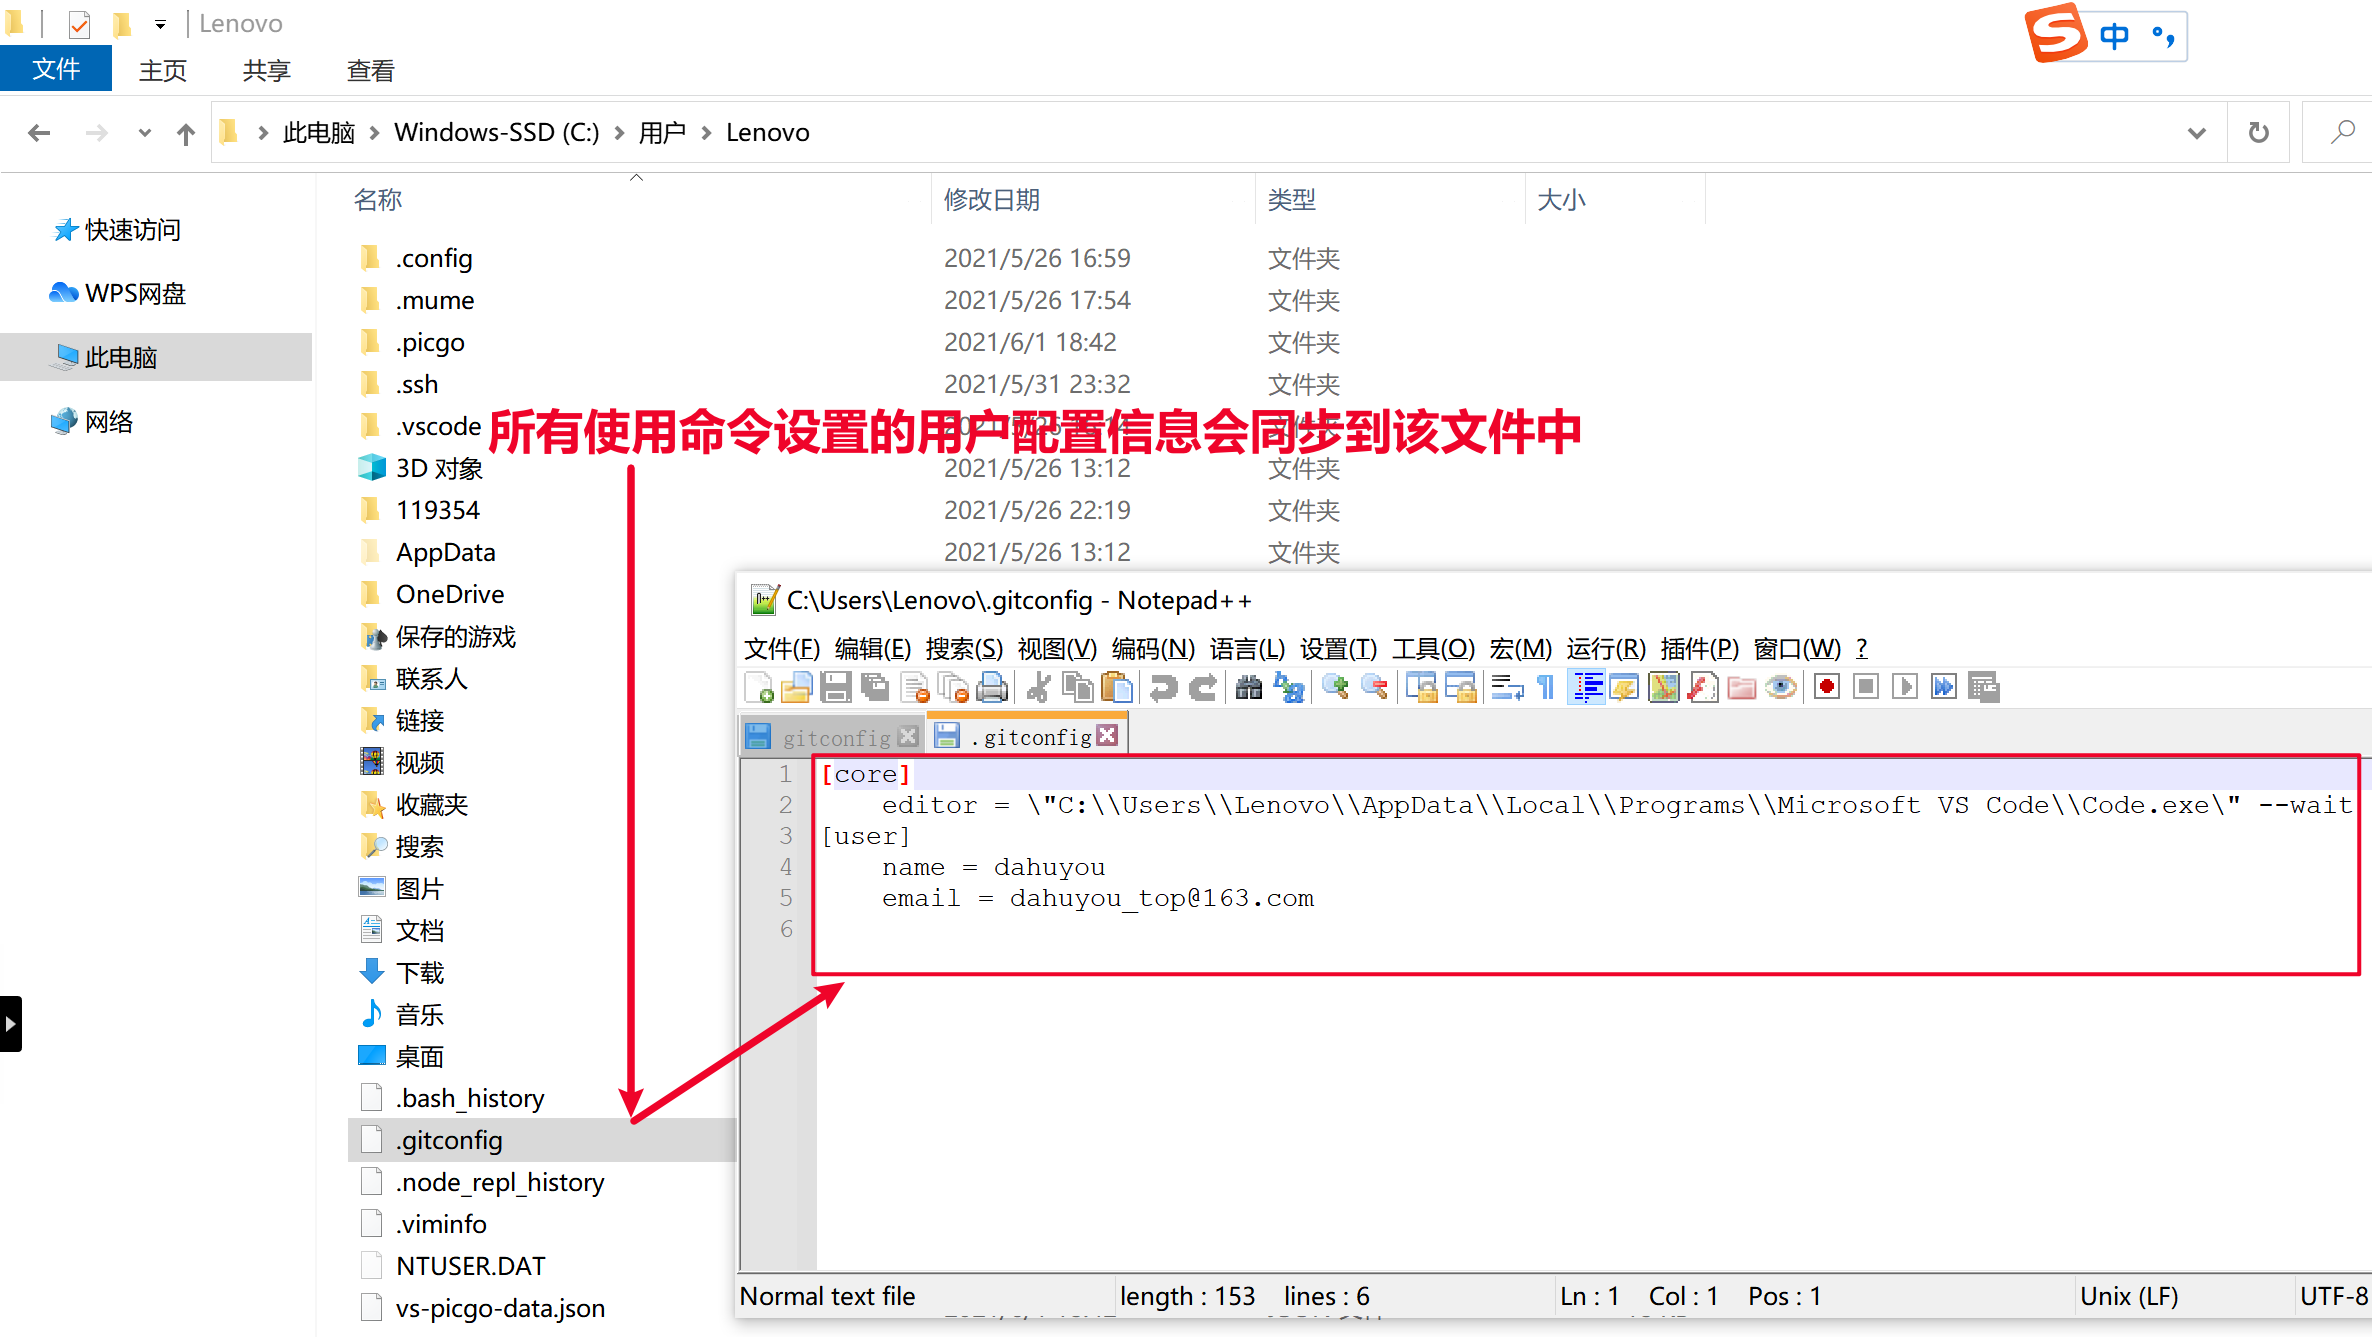 Lenovo
中 °,
文件 主页 共享 查看
此电脑 Windows-SSD (C:) 用户 Lenovo
名称 修改日期 类型 大小
快速访问
WPS网盘
此电脑
网络
.config 2021/5/26 16:59 文件夹
.mume 2021/5/26 17:54 文件夹
.picgo 2021/6/1 18:42 文件夹
.ssh 2021/5/31 23:32 文件夹
.vscode
所有使用命令设置的用户配置信息会同步到该文件中
3D 对象 2021/5/26 13:12 文件夹
119354 2021/5/26 22:19 文件夹
AppData 2021/5/26 13:12 文件夹
OneDrive
保存的游戏
联系人
链接
视频
收藏夹
搜索
图片
文档
下载
音乐
桌面
.bash_history
.gitconfig
.node_repl_history
.viminfo
NTUSER.DAT
vs-picgo-data.json
C:\Users\Lenovo\.gitconfig - Notepad++
文件(F) 编辑(E) 搜索(S) 视图(V) 编码(N) 语言(L) 设置(T) 工具(O) 宏(M) 运行(R) 插件(P) 窗口(W) ?
gitconfig .gitconfig
1 [core]
2 editor = \"C:\\Users\\Lenovo\\AppData\\Local\\Programs\\Microsoft VS Code\\Code.exe\" --wait
3 [user]
4 name = dahuyou
5 email = dahuyou_top@163.com
6
Normal text file length : 153 lines : 6 Ln : 1 Col : 1 Pos : 1 Unix (LF) UTF-8